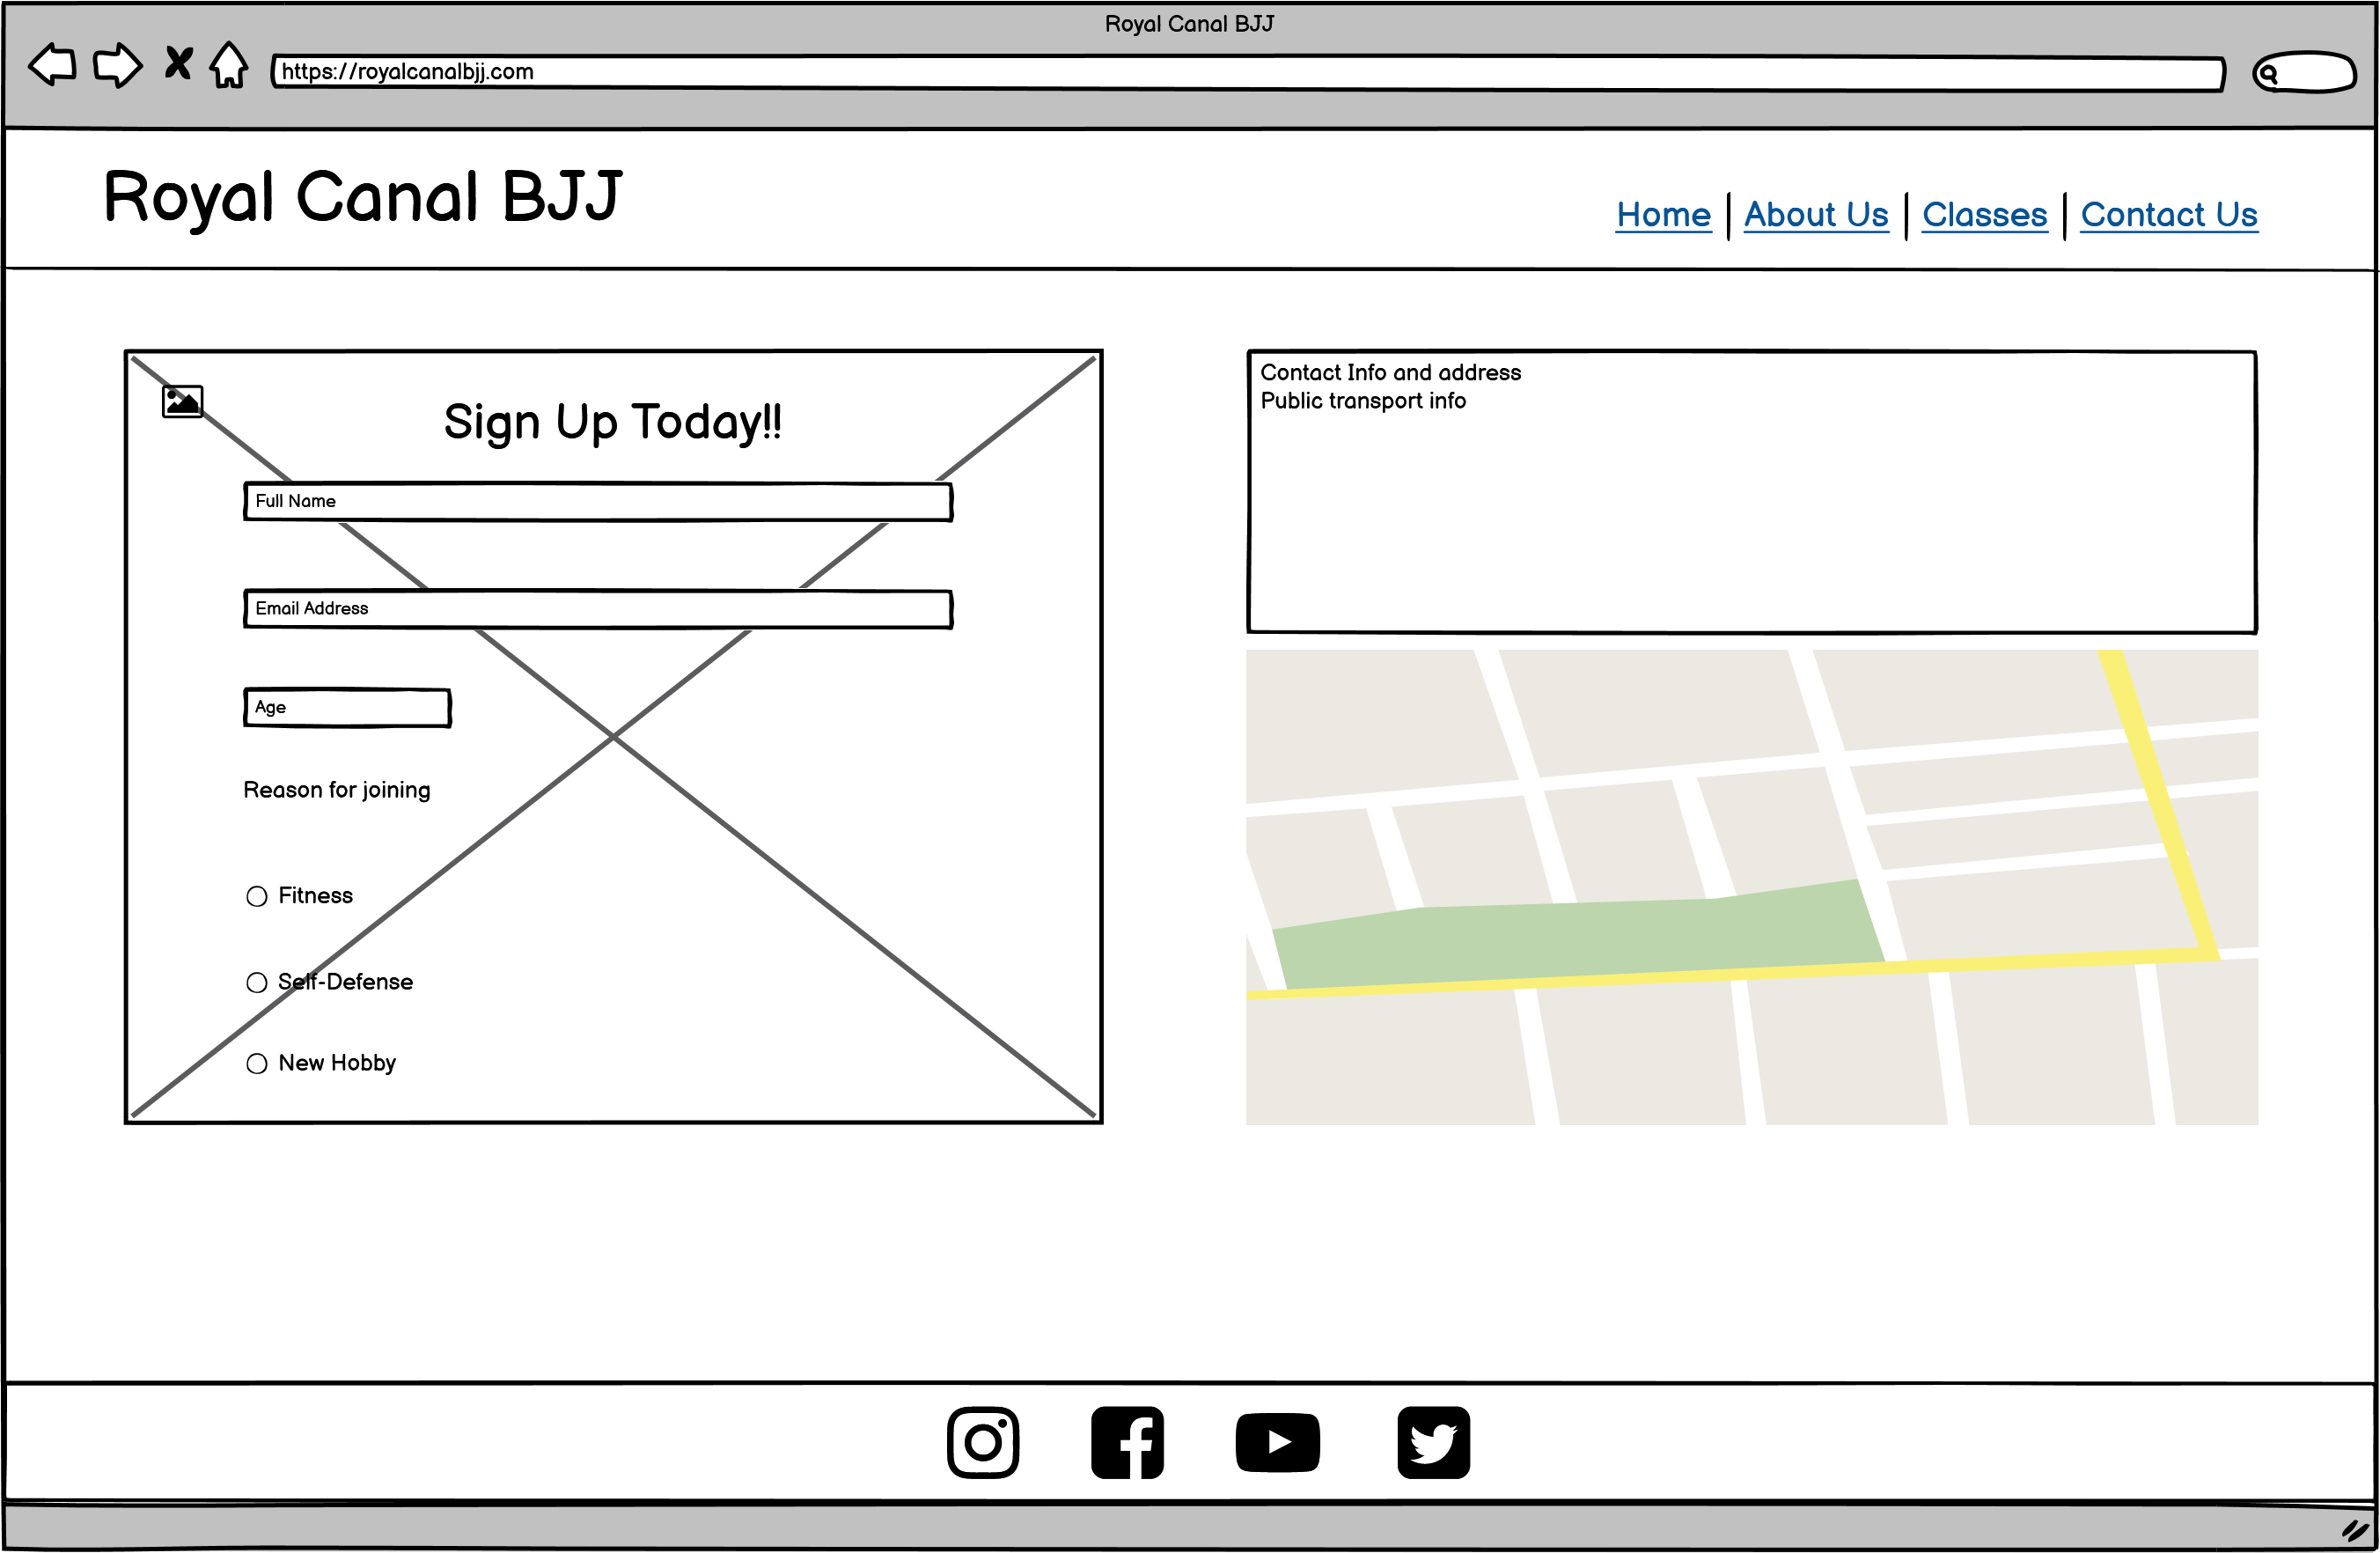 Royal Canal BJJ
https://royalcanalbjj.com
Royal Canal BJJ
Home | About Us | Classes | Contact Us
Sign Up Today!!
Full Name
Email Address
Age
Reason for joining
Fitness
Self-Defense
New Hobby
Contact Info and address
Public transport info